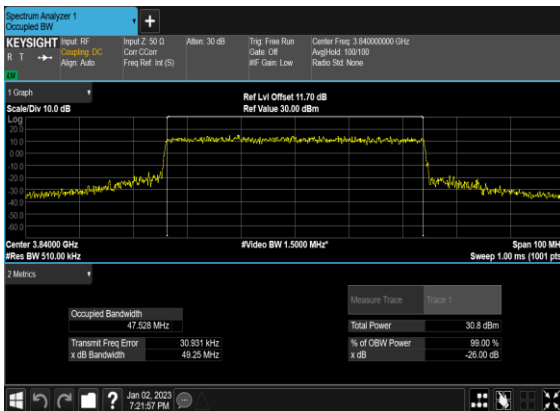 Spectrum Analyzer 1
Occupied BW
KEYSIGHT Input: RF Input Z: 50 Ω Atten: 30 dB Trig: Free Run Center Freq: 3.840000000 GHz
R T Coupling: DC Corr CCorr Gate: Off Avg|Hold: 100/100
Align: Auto Freq Ref: Int (S) #IF Gain: Low Radio Std: None
LV
1 Graph
Ref Lvl Offset 11.70 dB
Scale/Div 10.0 dB Ref Value 30.00 dBm
Log
20.0
10.0
0.00
-10.0
-20.0
-30.0
-40.0
-50.0
-60.0
Center 3.84000 GHz #Video BW 1.5000 MHz* Span 100 MH
#Res BW 510.00 kHz Sweep 1.00 ms (1001 pts
2 Metrics
Measure Trace Trace 1
Occupied Bandwidth
47.528 MHz Total Power 30.8 dBm
Transmit Freq Error 30.931 kHz % of OBW Power 99.00 %
x dB Bandwidth 49.25 MHz x dB -26.00 dB
Jan 02, 2023
7:21:57 PM